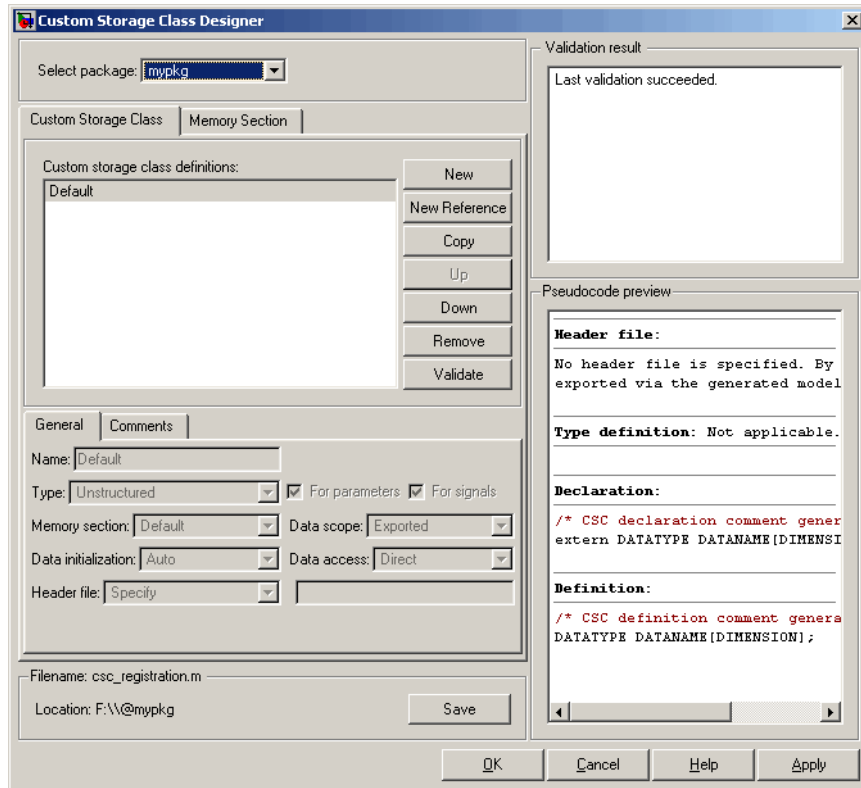 Custom Storage Class Designer
Select package: mypkg
Custom Storage Class
Memory Section
Custom storage class definitions:
Default
New
New Reference
Copy
Up
Down
Remove
Validate
General
Comments
Name: Default
Type: Unstructured For parameters For signals
Memory section: Default Data scope: Exported
Data initialization: Auto Data access: Direct
Header file: Specify
Filename: csc_registration.m
Location: F:\\@mypkg
Save
Validation result
Last validation succeeded.
Pseudocode preview
Header file:
No header file is specified. By
exported via the generated model
Type definition: Not applicable.
Declaration:
/* CSC declaration comment gener
extern DATATYPE DATANAME[DIMENSI
Definition:
/* CSC definition comment genera
DATATYPE DATANAME[DIMENSION];
OK
Cancel
Help
Apply